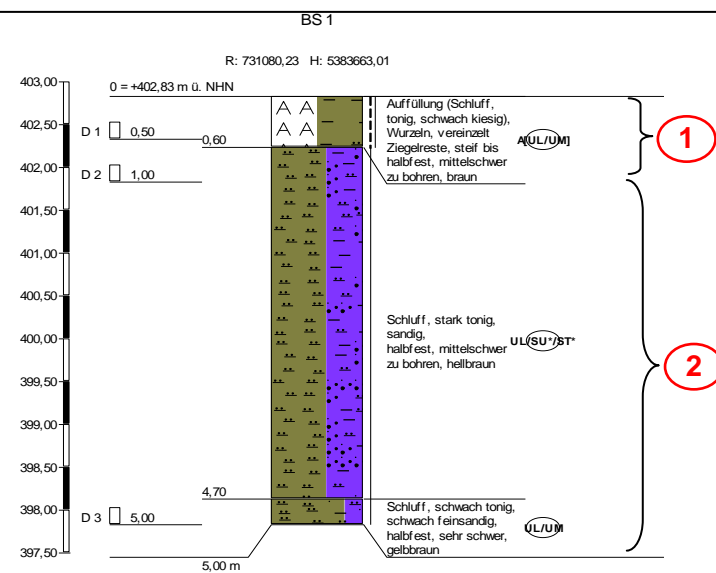 BS 1
R: 731080,23 H: 5383663,01
0 = +402,83 m ü. NHN
403,00
402,50
402,00
401,50
401,00
400,50
400,00
399,50
399,00
398,50
398,00
397,50
D 1 0,50
D 2 1,00
D 3 5,00
0,60
4,70
5,00 m
Auffüllung (Schluff,
tonig, schwach kiesig),
Wurzeln, vereinzelt
Ziegelreste, steif bis
halbfest, mittelschwer
zu bohren, braun
A[UL/UM]
1
Schluff, stark tonig,
sandig,
halbfest, mittelschwer
zu bohren, hellbraun
UL/SU*/ST*
2
Schluff, schwach tonig,
schwach feinsandig,
halbfest, sehr schwer,
gelbbraun
UL/UM